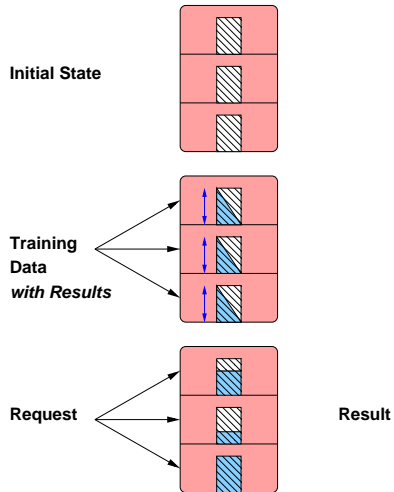 Initial State
Training
Data
with Results
Request
Result